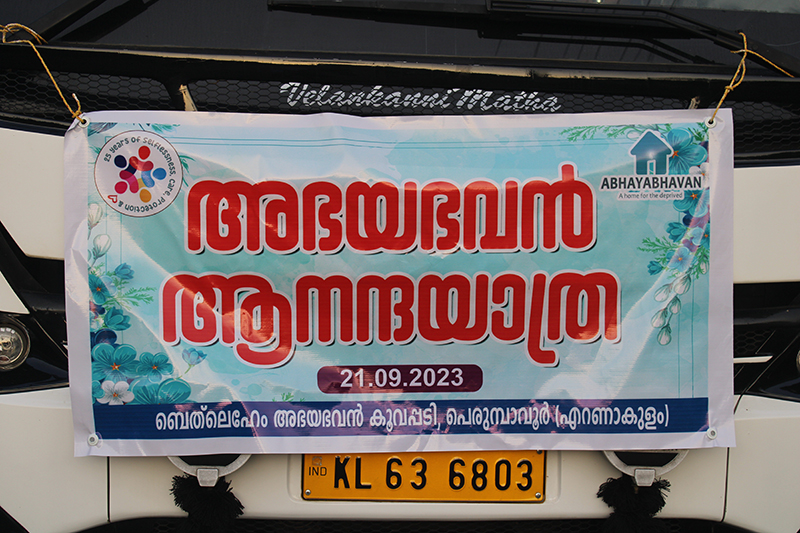 Velankanni Matha
25 years of Selflessness, Care, Protection &
ABHAYABHAVAN
A home for the deprived
അഭയഭവൻ
ആനന്ദയാത്ര
21.09.2023
ബെത്‌ലെഹേം അഭയഭവൻ കൂവപ്പടി, പെരുമ്പാവൂർ (എറണാകുളം)
IND KL 63 6803